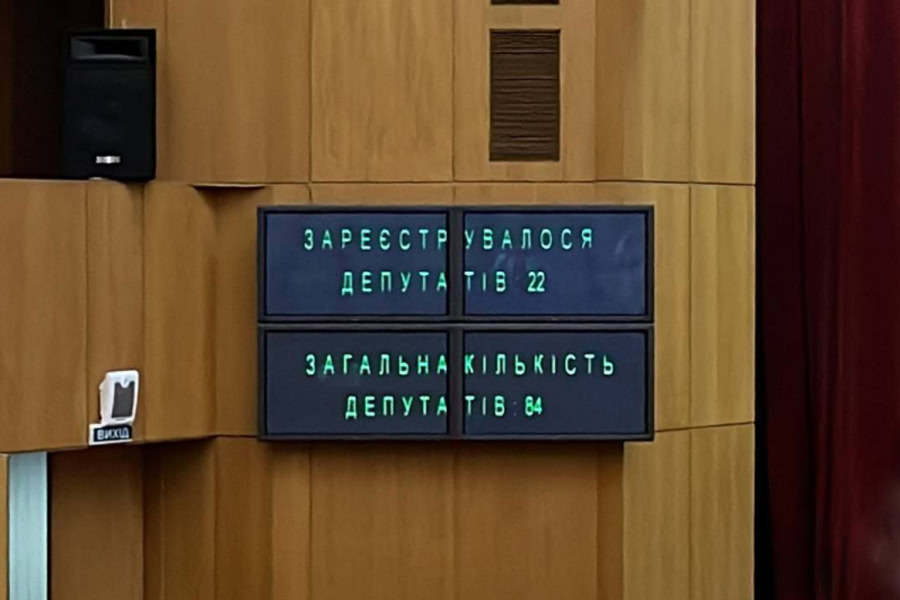 ЗАРЕЄСТРУВАЛОСЯ
ДЕПУТАТІВ:22
ЗАГАЛЬНА КІЛЬКІСТЬ
ДЕПУТАТІВ:84
ВИХІД